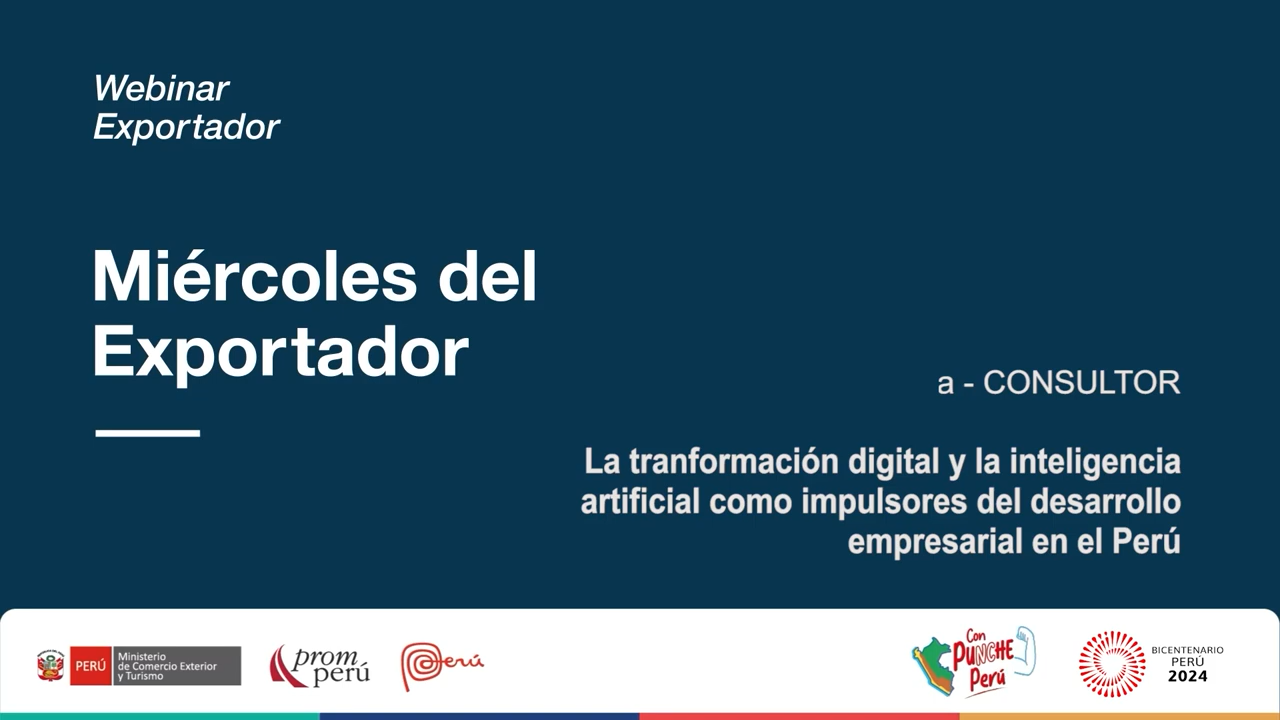 Webinar
Exportador
Miércoles del
Exportador
a - CONSULTOR
La tranformación digital y la inteligencia
artificial como impulsores del desarrollo
empresarial en el Perú
PERÚ
Ministerio
de Comercio Exterior
y Turismo
prom
perú
Perú
Con
PUNCHE
Perú
BICENTENARIO
PERÚ
2024